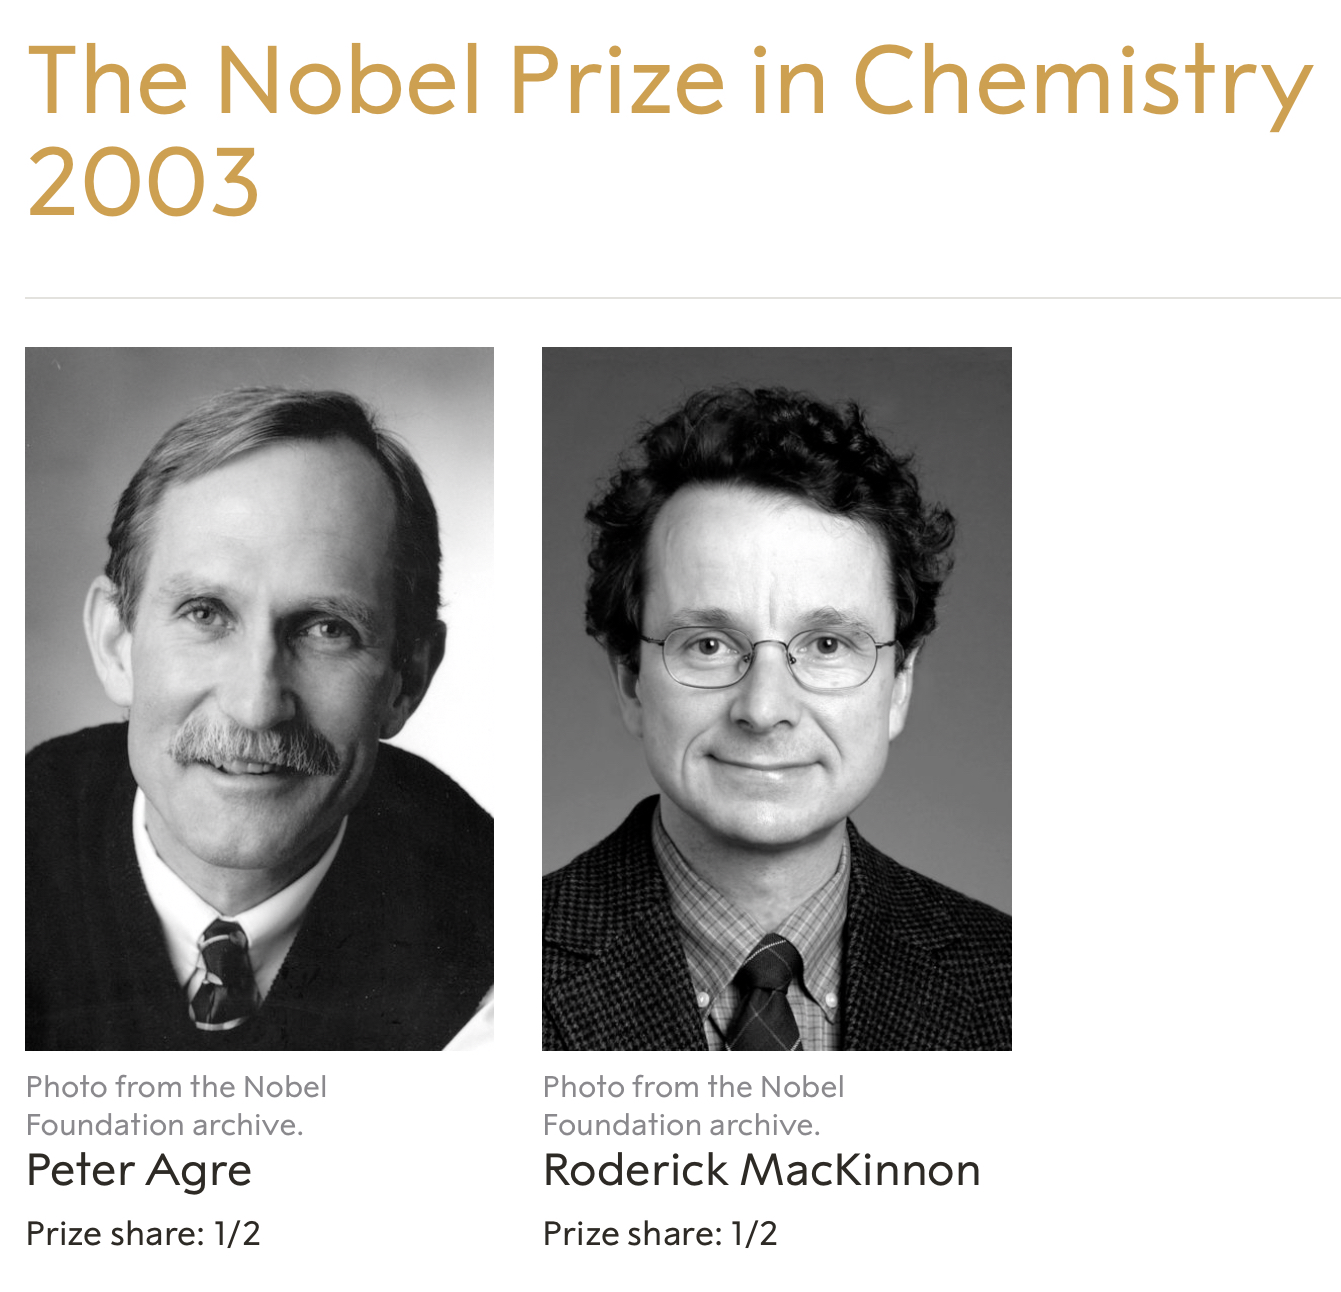 The Nobel Prize in Chemistry
2003
Photo from the Nobel
Foundation archive.
Peter Agre
Prize share: 1/2
Photo from the Nobel
Foundation archive.
Roderick MacKinnon
Prize share: 1/2